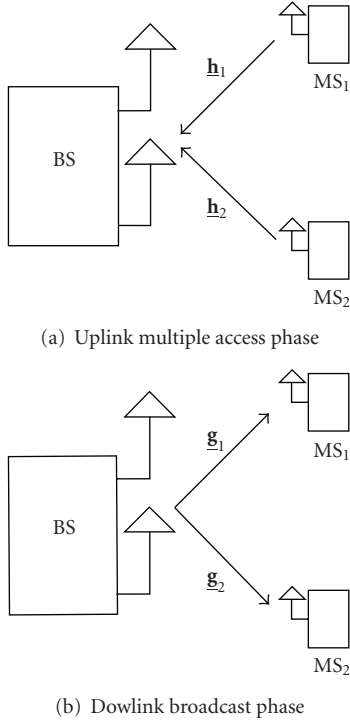 h₁
MS₁
BS
h₂
MS₂
(a) Uplink multiple access phase
g₁
MS₁
BS
g₂
MS₂
(b) Dowlink broadcast phase